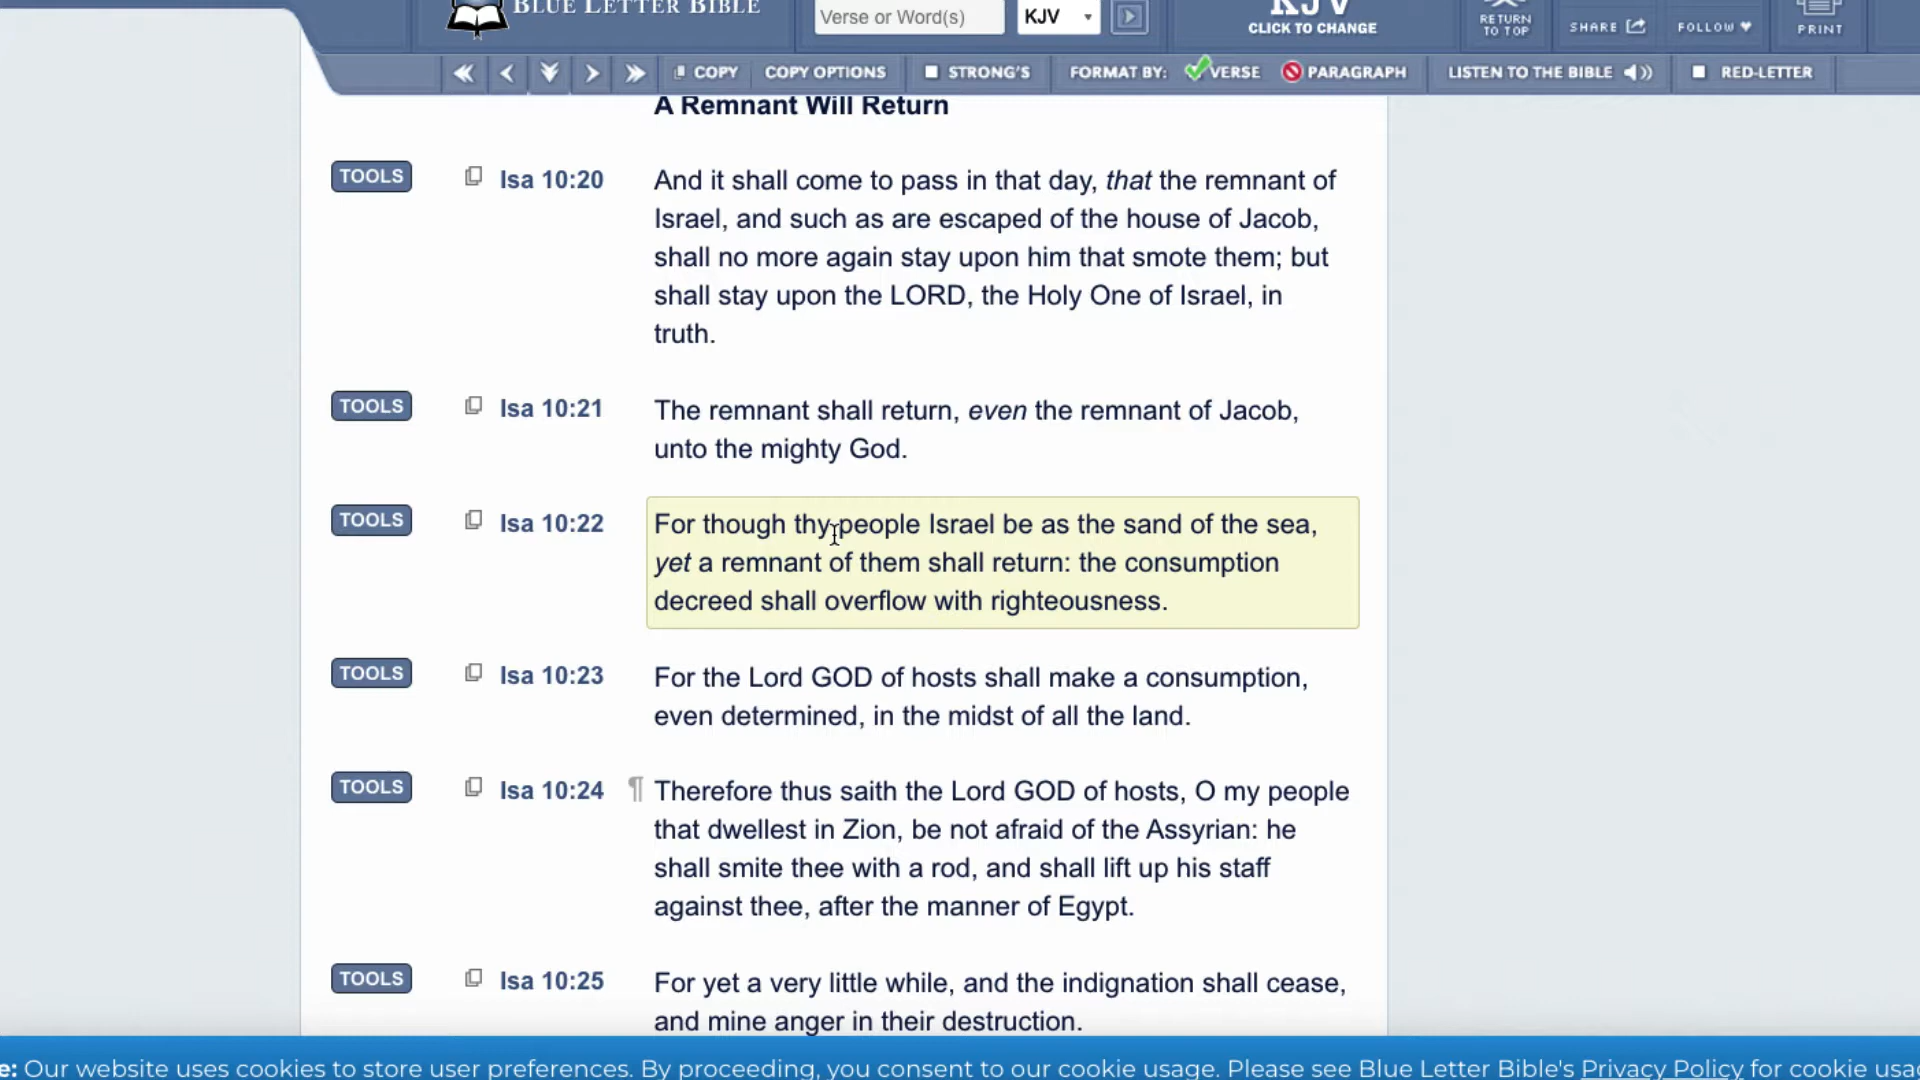 BLUE LETTER BIBLE
Verse or Word(s)
KJV
KJV
CLICK TO CHANGE
RETURN
TO TOP
SHARE
FOLLOW
PRINT
COPY
COPY OPTIONS
STRONG'S
FORMAT BY:
VERSE
PARAGRAPH
LISTEN TO THE BIBLE
RED-LETTER
A Remnant Will Return
TOOLS
Isa 10:20
And it shall come to pass in that day, that the remnant of
Israel, and such as are escaped of the house of Jacob,
shall no more again stay upon him that smote them; but
shall stay upon the LORD, the Holy One of Israel, in
truth.
TOOLS
Isa 10:21
The remnant shall return, even the remnant of Jacob,
unto the mighty God.
TOOLS
Isa 10:22
For though thy people Israel be as the sand of the sea,
yet a remnant of them shall return: the consumption
decreed shall overflow with righteousness.
TOOLS
Isa 10:23
For the Lord GOD of hosts shall make a consumption,
even determined, in the midst of all the land.
TOOLS
Isa 10:24
¶ Therefore thus saith the Lord GOD of hosts, O my people
that dwellest in Zion, be not afraid of the Assyrian: he
shall smite thee with a rod, and shall lift up his staff
against thee, after the manner of Egypt.
TOOLS
Isa 10:25
For yet a very little while, and the indignation shall cease,
and mine anger in their destruction.
e: Our website uses cookies to store user preferences. By proceeding, you consent to our cookie usage. Please see Blue Letter Bible's Privacy Policy for cookie usa